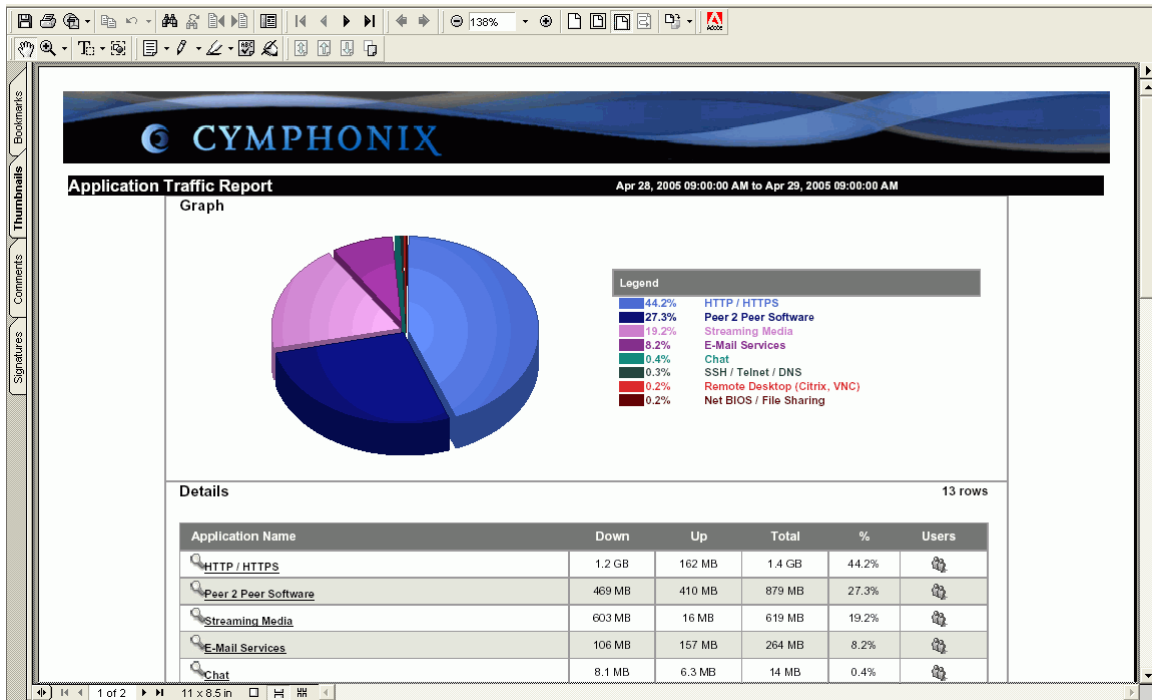 138%
Adobe
Bookmarks
Thumbnails
Comments
Signatures
CYMPHONIX
Application Traffic Report
Apr 28, 2005 09:00:00 AM to Apr 29, 2005 09:00:00 AM
Graph
Legend
44.2% HTTP / HTTPS
27.3% Peer 2 Peer Software
19.2% Streaming Media
8.2% E-Mail Services
0.4% Chat
0.3% SSH / Telnet / DNS
0.2% Remote Desktop (Citrix, VNC)
0.2% Net BIOS / File Sharing
Details
13 rows
Application Name Down Up Total % Users
HTTP / HTTPS 1.2 GB 162 MB 1.4 GB 44.2%
Peer 2 Peer Software 469 MB 410 MB 879 MB 27.3%
Streaming Media 603 MB 16 MB 619 MB 19.2%
E-Mail Services 106 MB 157 MB 264 MB 8.2%
Chat 8.1 MB 6.3 MB 14 MB 0.4%
1 of 2
11 x 8.5 in